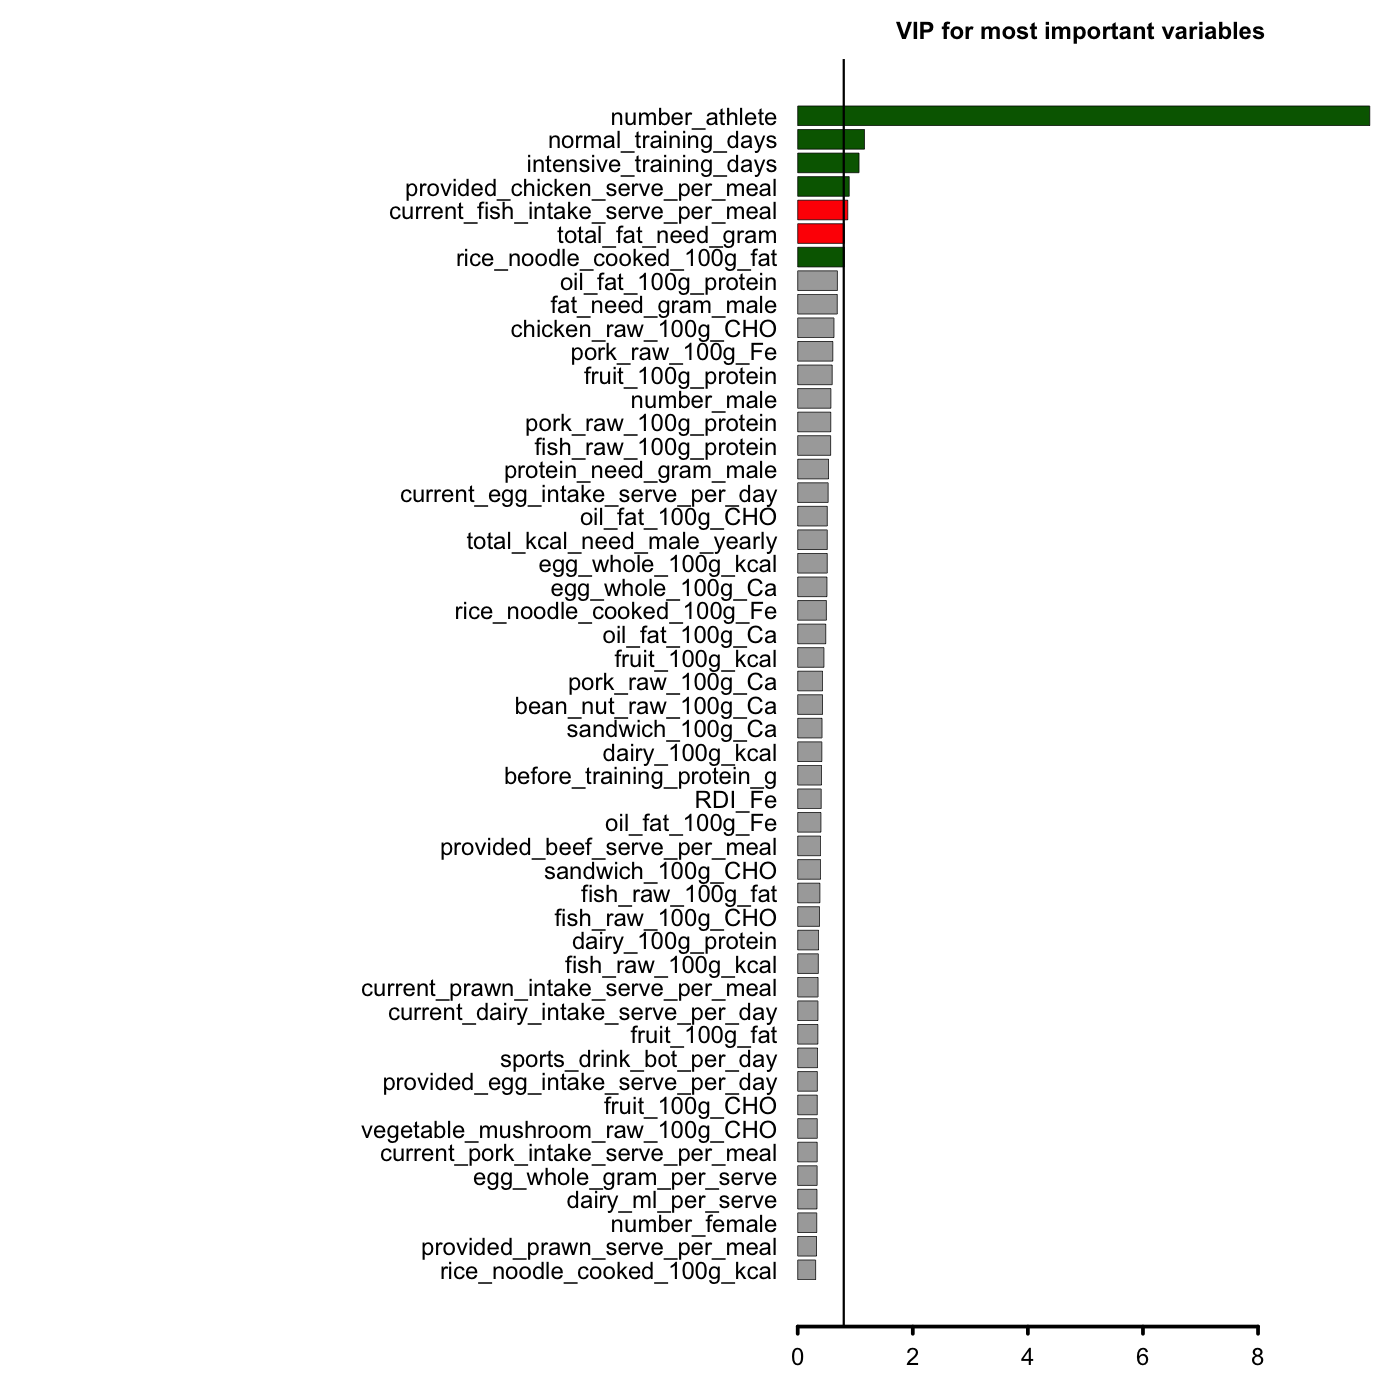 VIP for most important variables
number_athlete
normal_training_days
intensive_training_days
provided_chicken_serve_per_meal
current_fish_intake_serve_per_meal
total_fat_need_gram
rice_noodle_cooked_100g_fat
oil_fat_100g_protein
fat_need_gram_male
chicken_raw_100g_CHO
pork_raw_100g_Fe
fruit_100g_protein
number_male
pork_raw_100g_protein
fish_raw_100g_protein
protein_need_gram_male
current_egg_intake_serve_per_day
oil_fat_100g_CHO
total_kcal_need_male_yearly
egg_whole_100g_kcal
egg_whole_100g_Ca
rice_noodle_cooked_100g_Fe
oil_fat_100g_Ca
fruit_100g_kcal
pork_raw_100g_Ca
bean_nut_raw_100g_Ca
sandwich_100g_Ca
dairy_100g_kcal
before_training_protein_g
RDI_Fe
oil_fat_100g_Fe
provided_beef_serve_per_meal
sandwich_100g_CHO
fish_raw_100g_fat
fish_raw_100g_CHO
dairy_100g_protein
fish_raw_100g_kcal
current_prawn_intake_serve_per_meal
current_dairy_intake_serve_per_day
fruit_100g_fat
sports_drink_bot_per_day
provided_egg_intake_serve_per_day
fruit_100g_CHO
vegetable_mushroom_raw_100g_CHO
current_pork_intake_serve_per_meal
egg_whole_gram_per_serve
dairy_ml_per_serve
number_female
provided_prawn_serve_per_meal
rice_noodle_cooked_100g_kcal
0 2 4 6 8